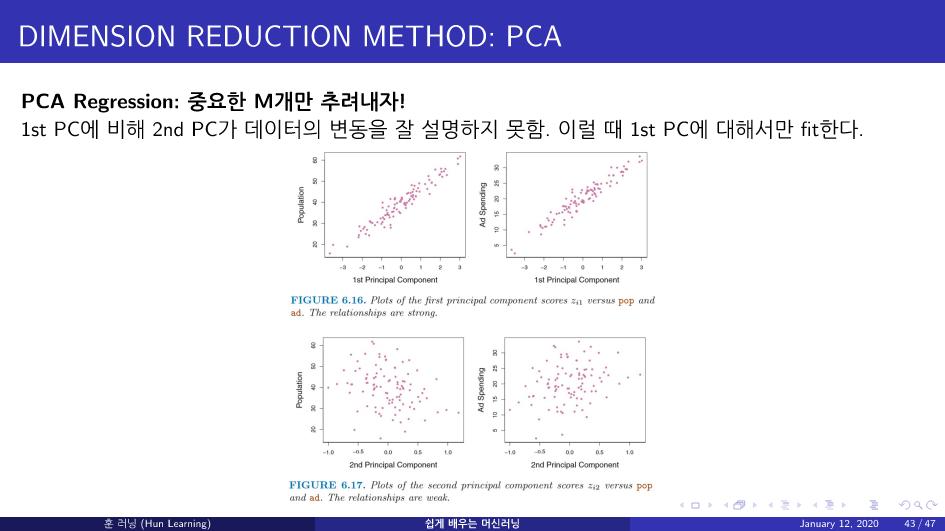 DIMENSION REDUCTION METHOD: PCA
PCA Regression: 중요한 M개만 추려내자!
1st PC에 비해 2nd PC가 데이터의 변동을 잘 설명하지 못함. 이럴 때 1st PC에 대해서만 fit한다.
Population
20 30 40 50 60
-3 -2 -1 0 1 2 3
1st Principal Component
Ad Spending
5 10 15 20 25 30
-3 -2 -1 0 1 2 3
1st Principal Component
FIGURE 6.16. Plots of the first principal component scores zi1 versus pop and
ad. The relationships are strong.
Population
20 30 40 50 60
-1.0 -0.5 0.0 0.5 1.0
2nd Principal Component
Ad Spending
5 10 15 20 25 30
-1.0 -0.5 0.0 0.5 1.0
2nd Principal Component
FIGURE 6.17. Plots of the second principal component scores zi2 versus pop
and ad. The relationships are weak.
훈 러닝 (Hun Learning) 쉽게 배우는 머신러닝 January 12, 2020 43 / 47